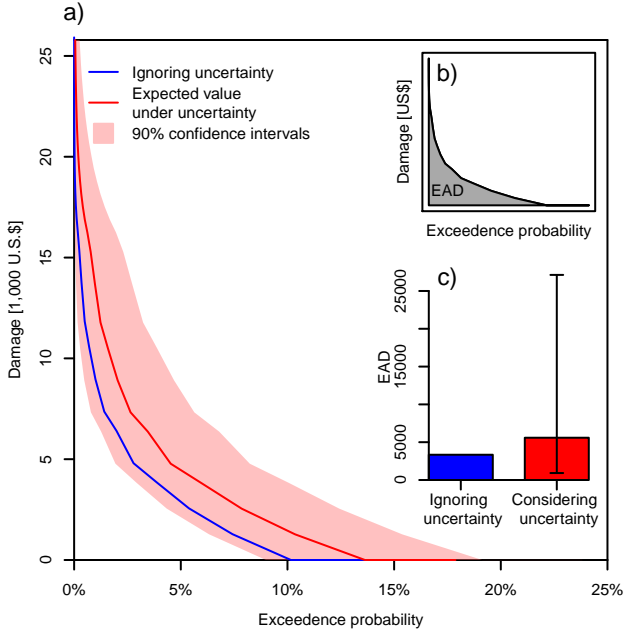 a)
Ignoring uncertainty
Expected value
under uncertainty
90% confidence intervals
Damage [1,000 U.S.$]
25
20
15
10
5
0
0%
5%
10%
15%
20%
25%
Exceedence probability
b)
Damage [US$]
EAD
Exceedence probability
c)
EAD
25000
15000
5000
0
Ignoring
uncertainty
Considering
uncertainty